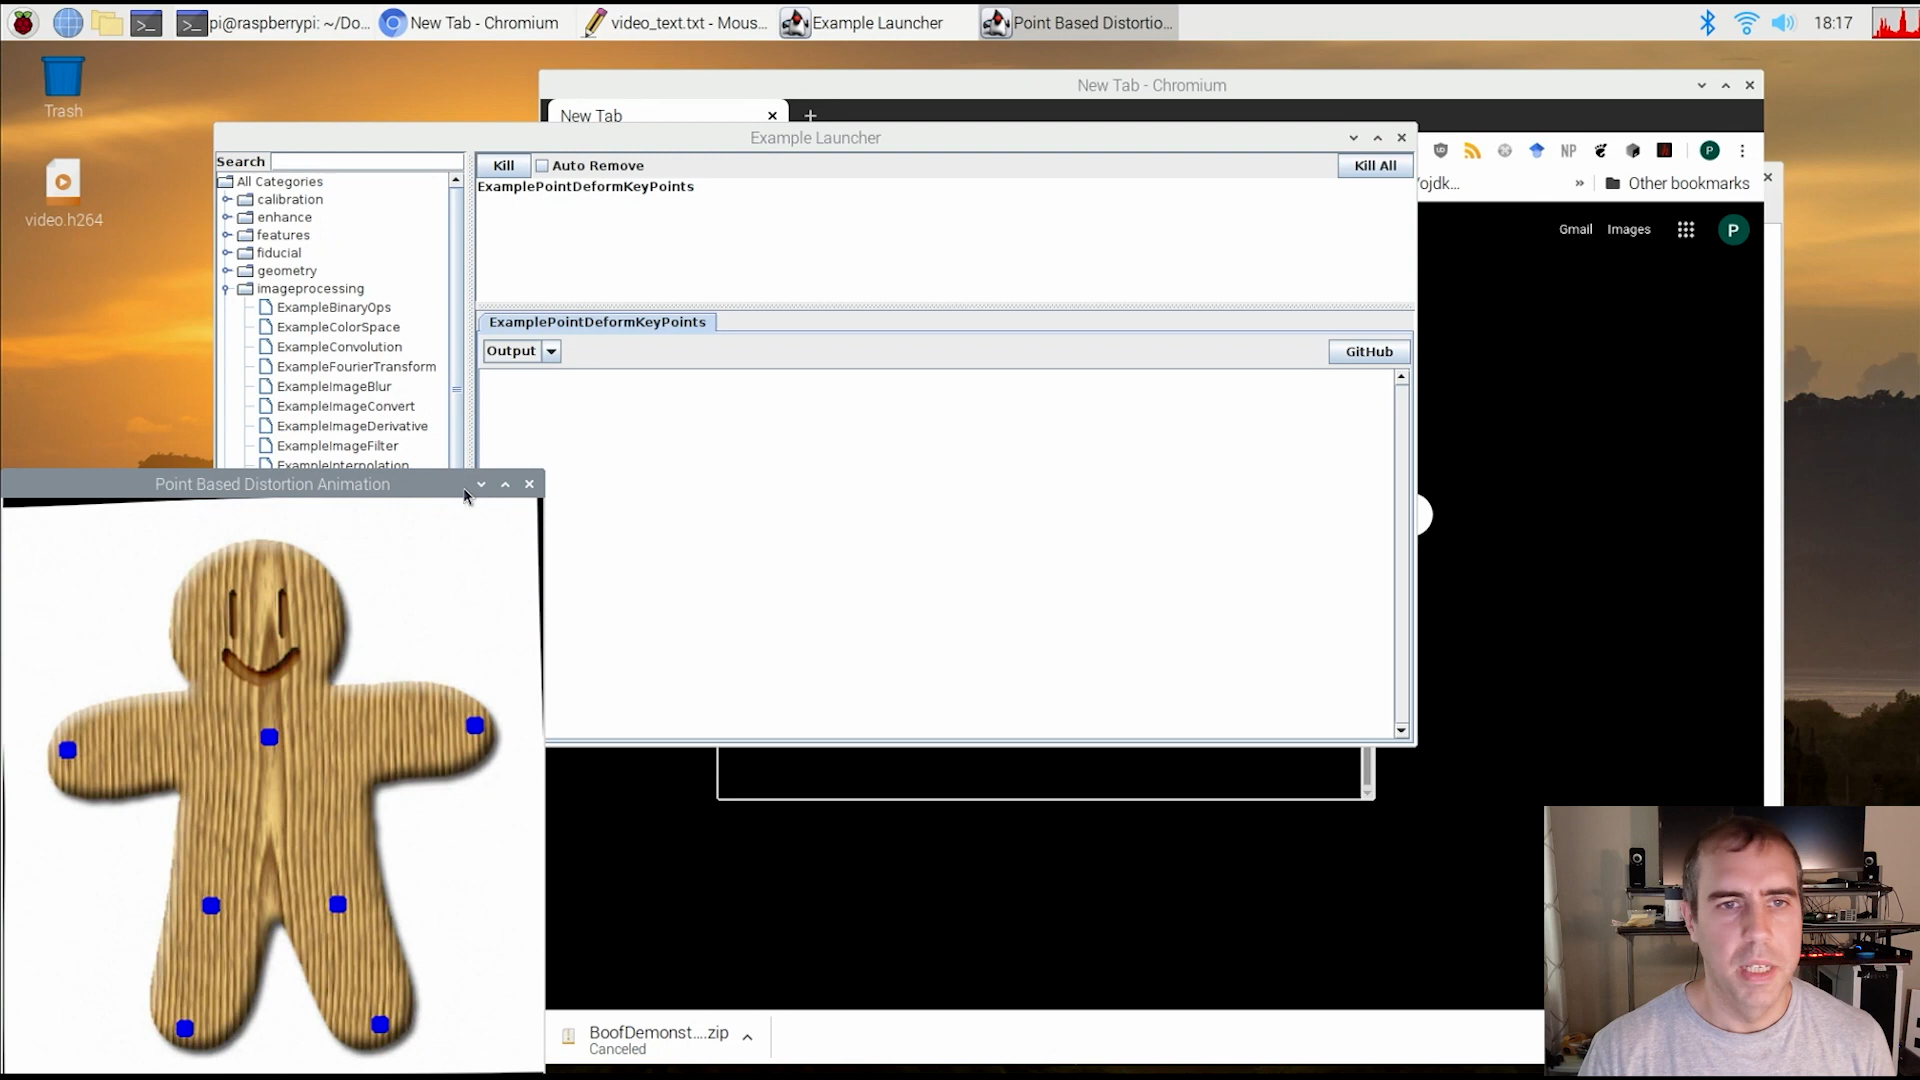 pi@raspberrypi: ~/Do...
New Tab - Chromium
video_text.txt - Mous...
Example Launcher
Point Based Distortio...
18:17
Trash
video.h264
New Tab - Chromium
New Tab
Example Launcher
Search
Kill
Auto Remove
Kill All
NP
P
ExamplePointDeformKeyPoints
/ojdk...
»
Other bookmarks
All Categories
calibration
enhance
features
fiducial
geometry
imageprocessing
ExampleBinaryOps
ExampleColorSpace
ExampleConvolution
ExampleFourierTransform
ExampleImageBlur
ExampleImageConvert
ExampleImageDerivative
ExampleImageFilter
ExampleInterpolation
Gmail
Images
P
ExamplePointDeformKeyPoints
Output
GitHub
Point Based Distortion Animation
BoofDemonst....zip
Canceled